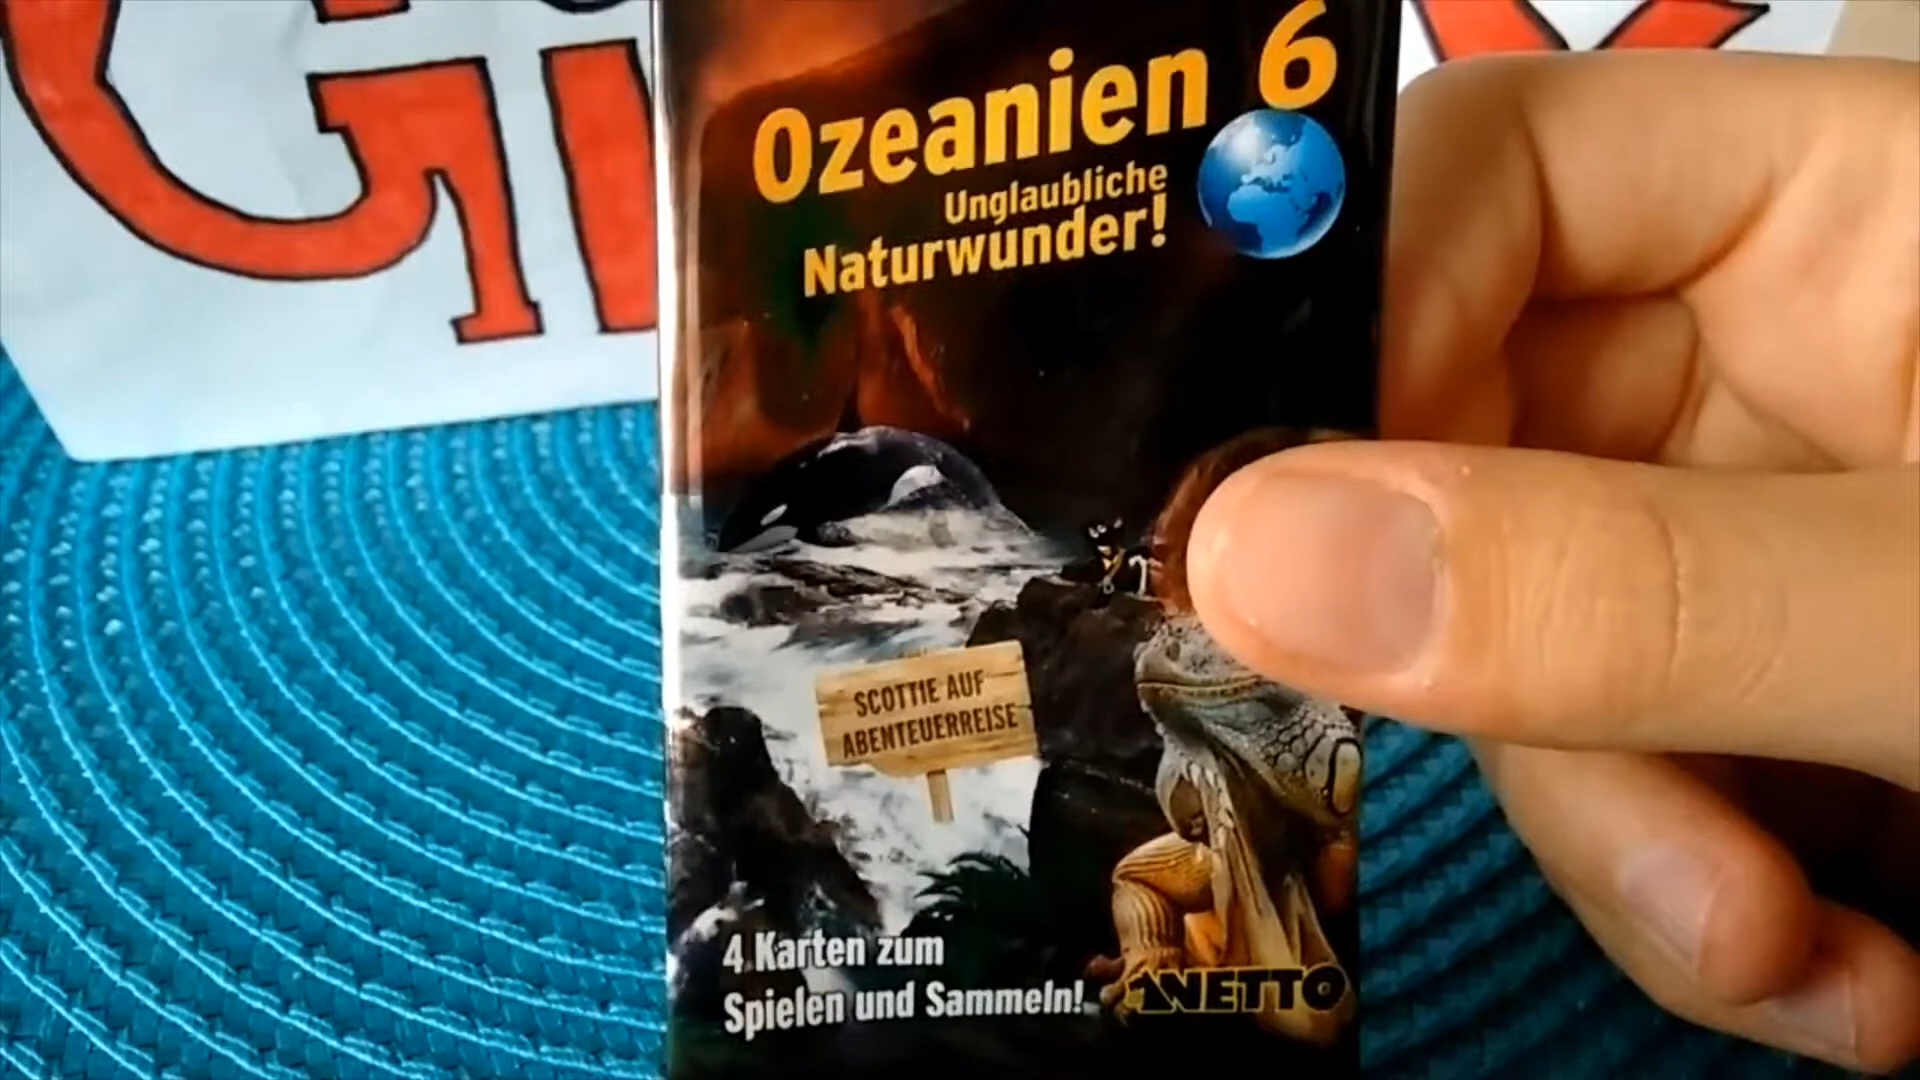 Ozeanien 6
Unglaubliche
Naturwunder!
SCOTTIE AUF
ABENTEUERREISE
4 Karten zum
Spielen und Sammeln!
NETTO